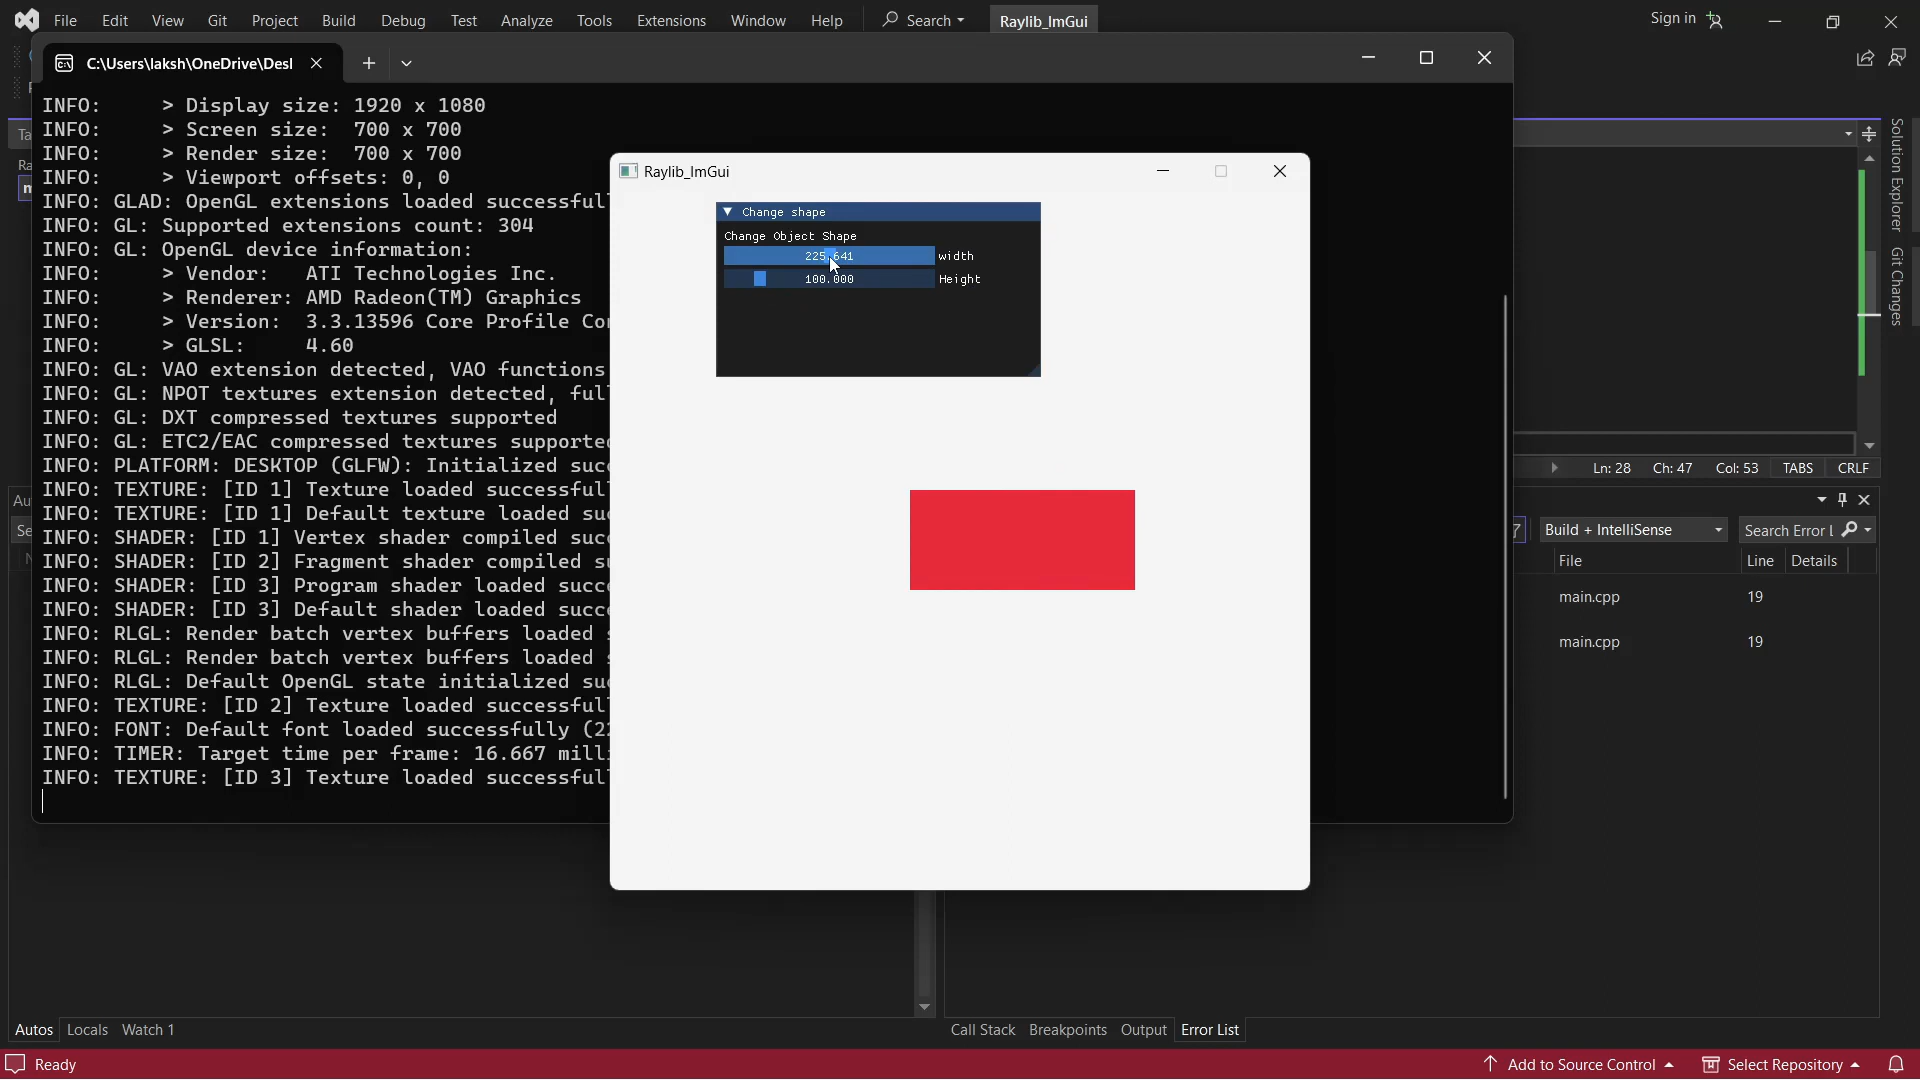 File Edit View Git Project Build Debug Test Analyze Tools Extensions Window Help Search Raylib_ImGui Sign in
C:\Users\laksh\OneDrive\Desl
INFO: > Display size: 1920 x 1080
INFO: > Screen size: 700 x 700
INFO: > Render size: 700 x 700
INFO: > Viewport offsets: 0, 0
INFO: GLAD: OpenGL extensions loaded successful
INFO: GL: Supported extensions count: 304
INFO: GL: OpenGL device information:
INFO: > Vendor: ATI Technologies Inc.
INFO: > Renderer: AMD Radeon(TM) Graphics
INFO: > Version: 3.3.13596 Core Profile Co
INFO: > GLSL: 4.60
INFO: GL: VAO extension detected, VAO functions
INFO: GL: NPOT textures extension detected, ful
INFO: GL: DXT compressed textures supported
INFO: GL: ETC2/EAC compressed textures supporte
INFO: PLATFORM: DESKTOP (GLFW): Initialized suc
INFO: TEXTURE: [ID 1] Texture loaded successful
INFO: TEXTURE: [ID 1] Default texture loaded su
INFO: SHADER: [ID 1] Vertex shader compiled suc
INFO: SHADER: [ID 2] Fragment shader compiled s
INFO: SHADER: [ID 3] Program shader loaded succ
INFO: SHADER: [ID 3] Default shader loaded succ
INFO: RLGL: Render batch vertex buffers loaded
INFO: RLGL: Render batch vertex buffers loaded
INFO: RLGL: Default OpenGL state initialized su
INFO: TEXTURE: [ID 2] Texture loaded successful
INFO: FONT: Default font loaded successfully (22
INFO: TIMER: Target time per frame: 16.667 milli
INFO: TEXTURE: [ID 3] Texture loaded successful
Raylib_ImGui
Change shape
Change Object Shape
225.641 width
100.000 Height
Solution Explorer
Git Changes
Ln: 28 Ch: 47 Col: 53 TABS CRLF
Build + IntelliSense Search Error L
File Line Details
main.cpp 19
main.cpp 19
Autos Locals Watch 1
Call Stack Breakpoints Output Error List
Ready
Add to Source Control Select Repository